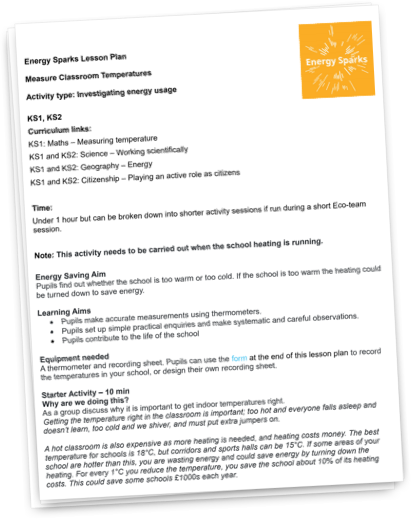 Energy Sparks Lesson Plan
Energy Sparks
Measure Classroom Temperatures
Activity type: Investigating energy usage
KS1, KS2
Curriculum links:
KS1: Maths – Measuring temperature
KS1 and KS2: Science – Working scientifically
KS1 and KS2: Geography – Energy
KS1 and KS2: Citizenship – Playing an active role as citizens
Time:
Under 1 hour but can be broken down into shorter activity sessions if run during a short Eco-team
session.
Note: This activity needs to be carried out when the school heating is running.
Energy Saving Aim
Pupils find out whether the school is too warm or too cold. If the school is too warm the heating could
be turned down to save energy.
Learning Aims
• Pupils make accurate measurements using thermometers.
• Pupils set up simple practical enquiries and make systematic and careful observations.
• Pupils contribute to the life of the school
Equipment needed
A thermometer and recording sheet. Pupils can use the form at the end of this lesson plan to record
the temperatures in your school, or design their own recording sheet.
Starter Activity – 10 min
Why are we doing this?
As a group discuss why it is important to get indoor temperatures right.
Getting the temperature right in the classroom is important; too hot and everyone falls asleep and
doesn't learn, too cold and we shiver, and must put extra jumpers on.
A hot classroom is also expensive as more heating is needed, and heating costs money. The best
temperature for schools is 18°C, but corridors and sports halls can be 15°C. If some areas of your
school are hotter than this, you are wasting energy and could save energy by turning down the
heating. For every 1°C you reduce the temperature, you save the school about 10% of its heating
costs. This could save some schools £1000s each year.